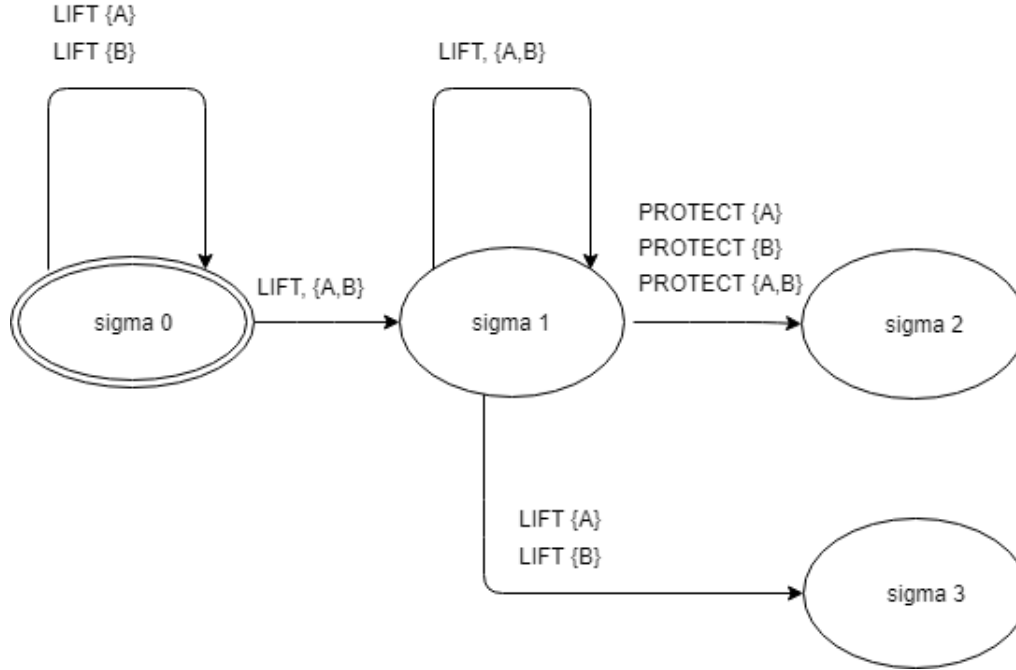 LIFT {A}
LIFT {B}
LIFT, {A,B}
PROTECT {A}
PROTECT {B}
PROTECT {A,B}
LIFT, {A,B}
sigma 0
sigma 1
sigma 2
LIFT {A}
LIFT {B}
sigma 3